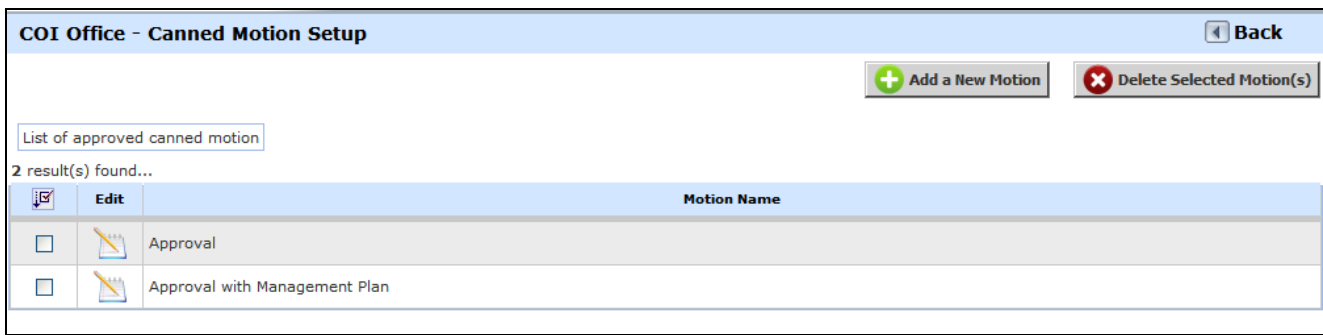 COI Office - Canned Motion Setup Back
Add a New Motion Delete Selected Motion(s)
List of approved canned motion
2 result(s) found...
Edit Motion Name
Approval
Approval with Management Plan